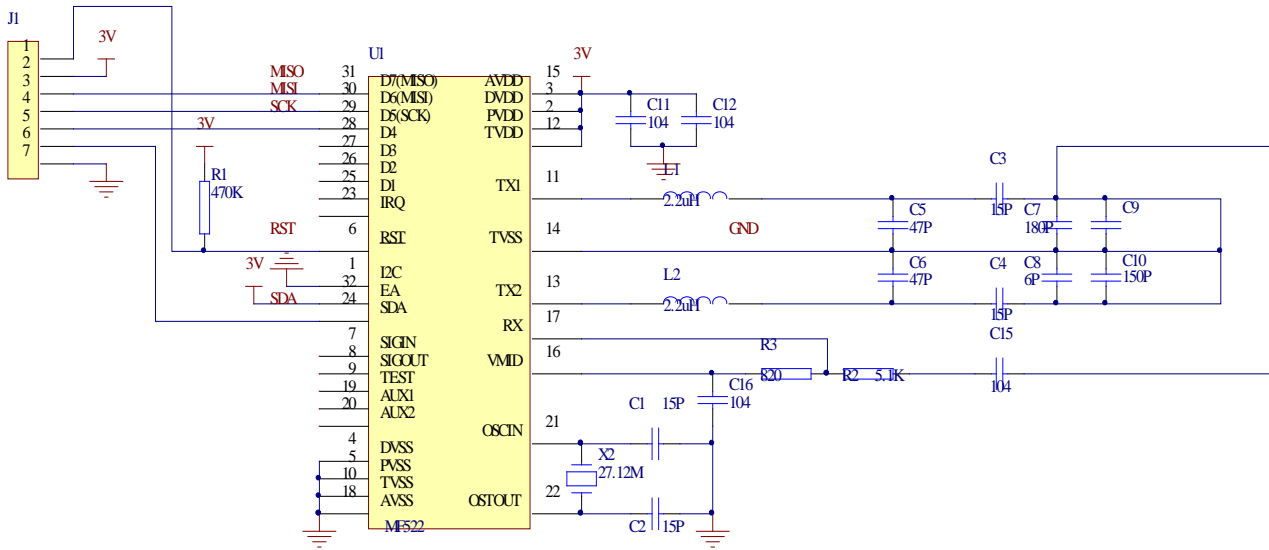 J1
1
2
3
4
5
6
7
3V
MISO
MISI
SCK
3V
R1
470K
RST
3V
SDA
U1
31
30
29
28
27
26
25
23
6
1
32
24
7
8
9
19
20
4
5
10
18
D7(MISO)
D6(MISI)
D5(SCK)
D4
D3
D2
D1
IRQ
RST
I2C
EA
SDA
SIGIN
SIGOUT
TEST
AUX1
AUX2
DVSS
PVSS
TVSS
AVSS
MF522
AVDD
DVDD
PVDD
TVDD
TX1
TVSS
TX2
RX
VMID
OSCIN
OSTOUT
15
3
2
12
11
14
13
17
16
21
22
3V
C11
104
C12
104
L1
2.2uH
GND
L2
2.2uH
C5
47P
C6
47P
C3
15P
C4
15P
C7
180P
C8
6P
C9
C10
150P
C15
104
R3
820
R2 5.1K
C16
104
C1 15P
X2
27.12M
C2 15P